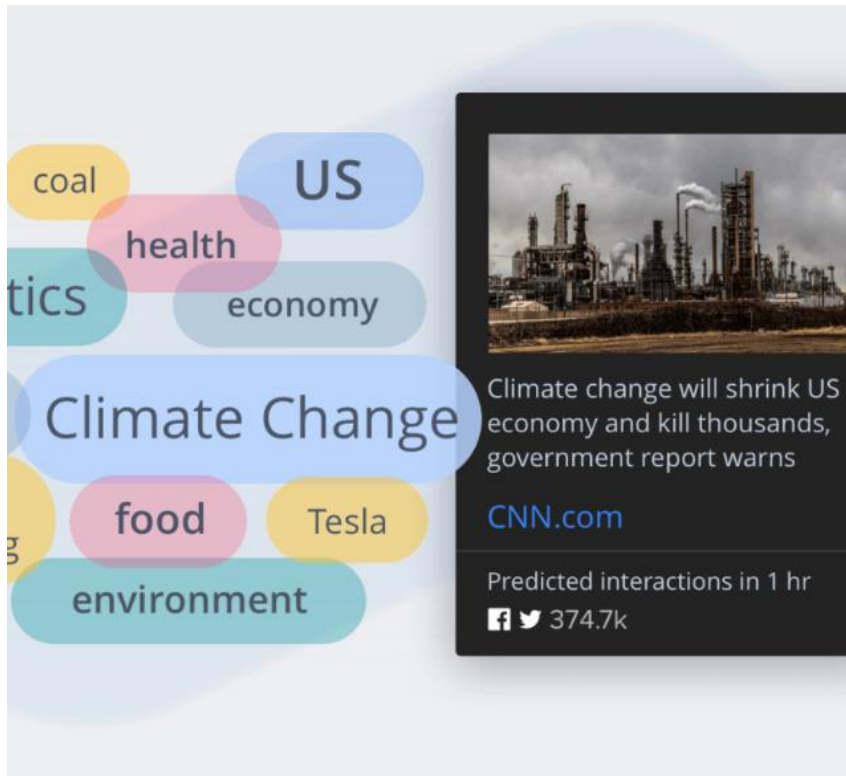 coal
US
health
tics
economy
Climate Change
food
Tesla
g
environment
Climate change will shrink US
economy and kill thousands,
government report warns
CNN.com
Predicted interactions in 1 hr
374.7k